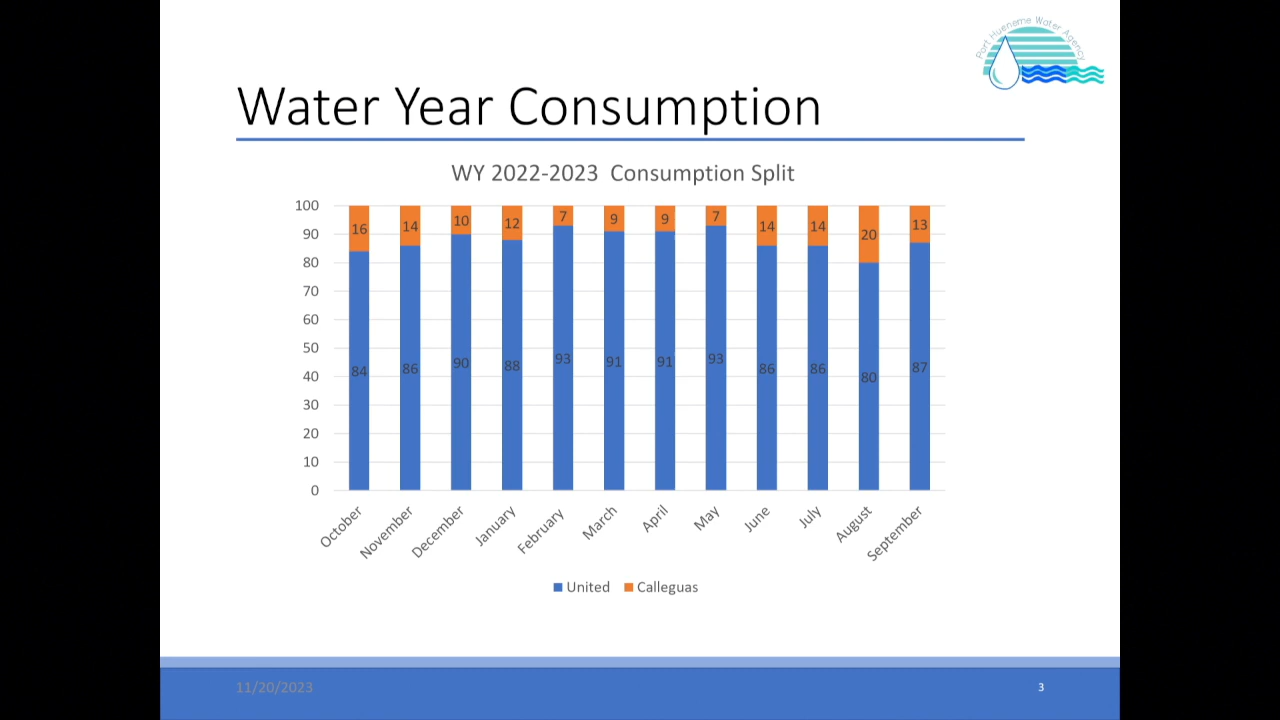 Port Hueneme Water Agency
Water Year Consumption
WY 2022-2023 Consumption Split
100
90
80
70
60
50
40
30
20
10
0
16 14 10 12 7 9 9 7 14 14 20 13
84 86 90 88 93 91 91 93 86 86 80 87
October November December January February March April May June July August September
United Calleguas
11/20/2023
3